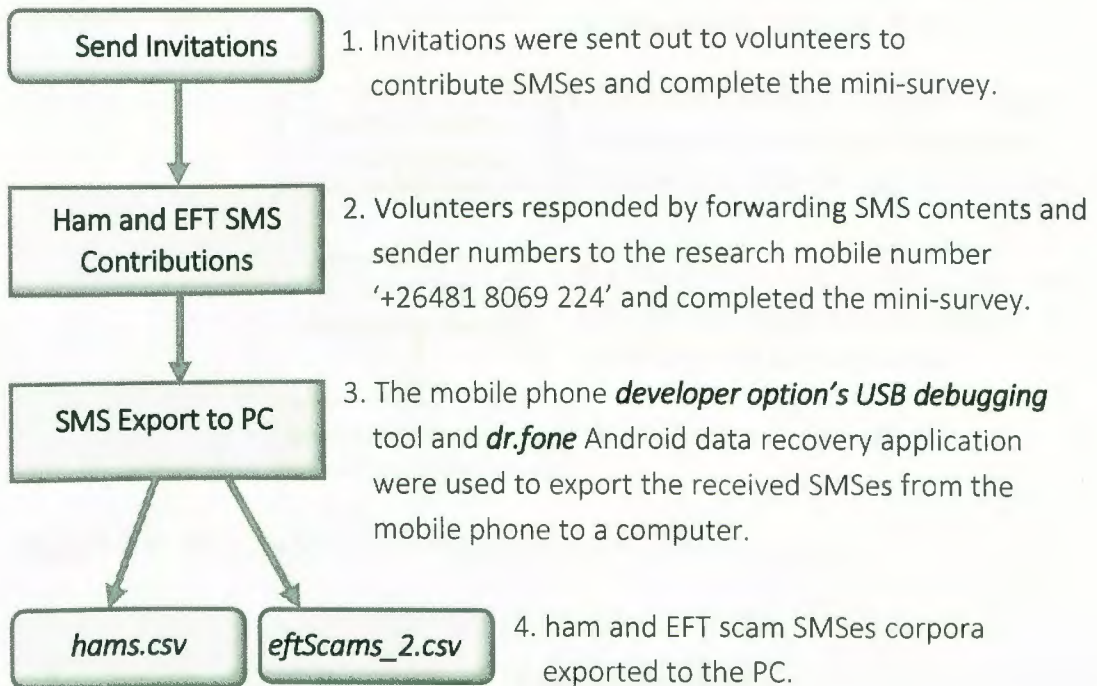 Send Invitations
1. Invitations were sent out to volunteers to
contribute SMSes and complete the mini-survey.
Ham and EFT SMS
Contributions
2. Volunteers responded by forwarding SMS contents and
sender numbers to the research mobile number
‘+26481 8069 224’ and completed the mini-survey.
SMS Export to PC
3. The mobile phone developer option's USB debugging
tool and dr.fone Android data recovery application
were used to export the received SMSes from the
mobile phone to a computer.
hams.csv
eftScams_2.csv
4. ham and EFT scam SMSes corpora
exported to the PC.